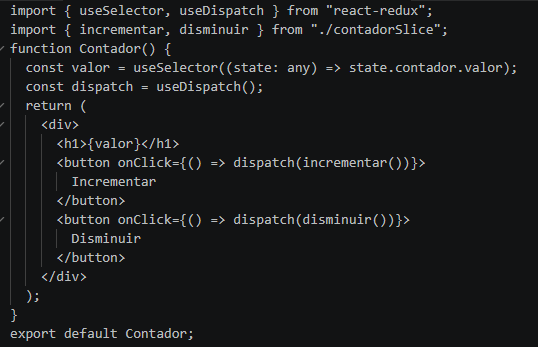 import { useSelector, useDispatch } from "react-redux";
import { incrementar, disminuir } from "./contadorSlice";
function Contador() {
  const valor = useSelector((state: any) => state.contador.valor);
  const dispatch = useDispatch();
  return (
    <div>
      <h1>{valor}</h1>
      <button onClick={() => dispatch(incrementar())}>
        Incrementar
      </button>
      <button onClick={() => dispatch(disminuir())}>
        Disminuir
      </button>
    </div>
  );
}
export default Contador;